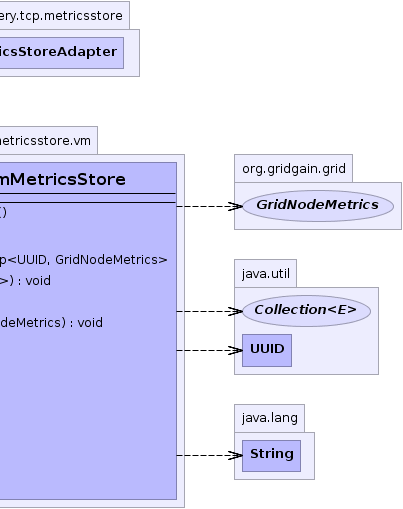 ery.tcp.metricsstore
icsStoreAdapter
metricsstore.vm
mMetricsStore
()
p<UUID, GridNodeMetrics>
>) : void
deMetrics) : void
org.gridgain.grid
GridNodeMetrics
java.util
Collection<E>
UUID
java.lang
String